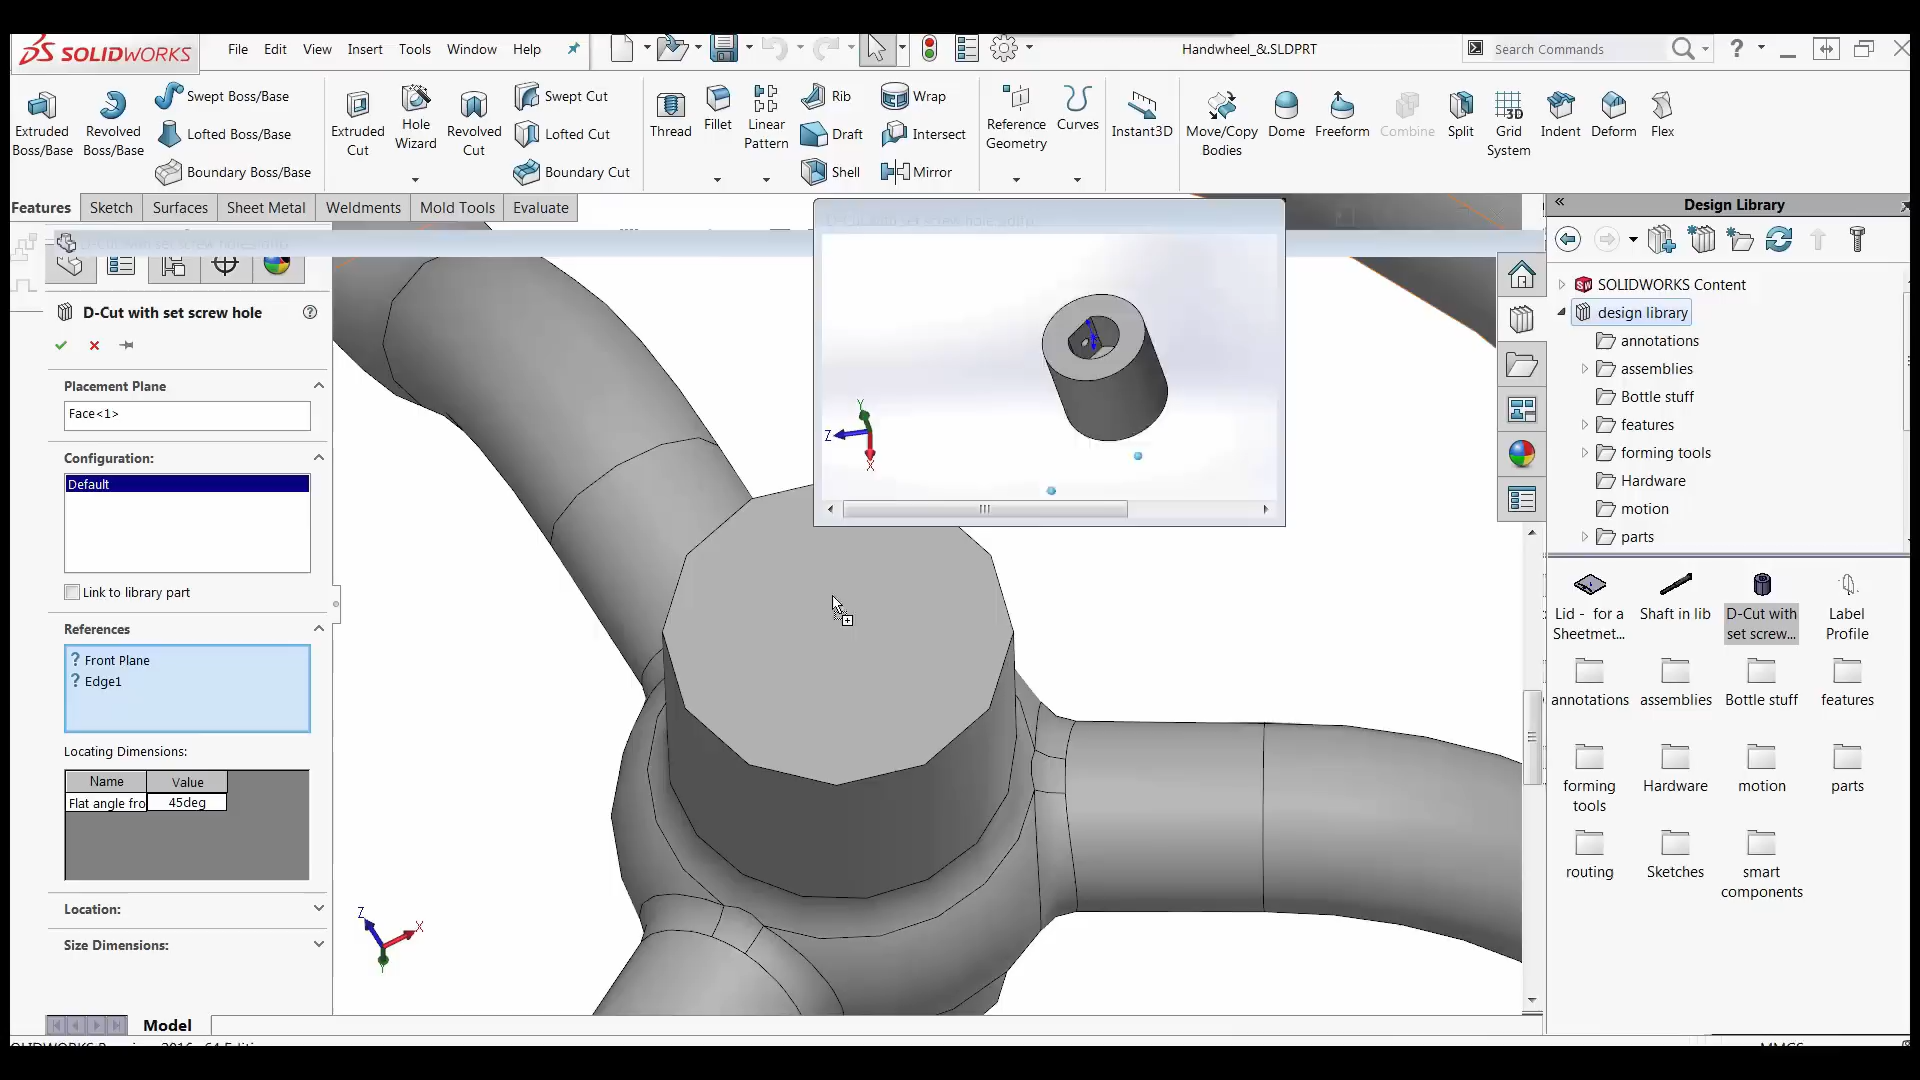 SOLIDWORKS
File Edit View Insert Tools Window Help
Handwheel_&.SLDPRT
Search Commands
Extruded Boss/Base
Revolved Boss/Base
Swept Boss/Base
Lofted Boss/Base
Boundary Boss/Base
Extruded Cut
Hole Wizard
Revolved Cut
Swept Cut
Lofted Cut
Boundary Cut
Thread
Fillet
Linear Pattern
Rib
Draft
Shell
Wrap
Intersect
Mirror
Reference Geometry
Curves
Instant3D
Move/Copy Bodies
Dome
Freeform
Combine
Split
Grid System
Indent
Deform
Flex
Features Sketch Surfaces Sheet Metal Weldments Mold Tools Evaluate
D-Cut with set screw hole
Placement Plane
Face<1>
Configuration:
Default
Link to library part
References
? Front Plane
? Edge1
Locating Dimensions:
Name Value
Flat angle fro 45deg
Location:
Size Dimensions:
Model
Y
Z
X
Z
X
Y
Design Library
SOLIDWORKS Content
design library
annotations
assemblies
Bottle stuff
features
forming tools
Hardware
motion
parts
Lid - for a Sheetmet...
Shaft in lib
D-Cut with set screw...
Label Profile
annotations
assemblies
Bottle stuff
features
forming tools
Hardware
motion
parts
routing
Sketches
smart components